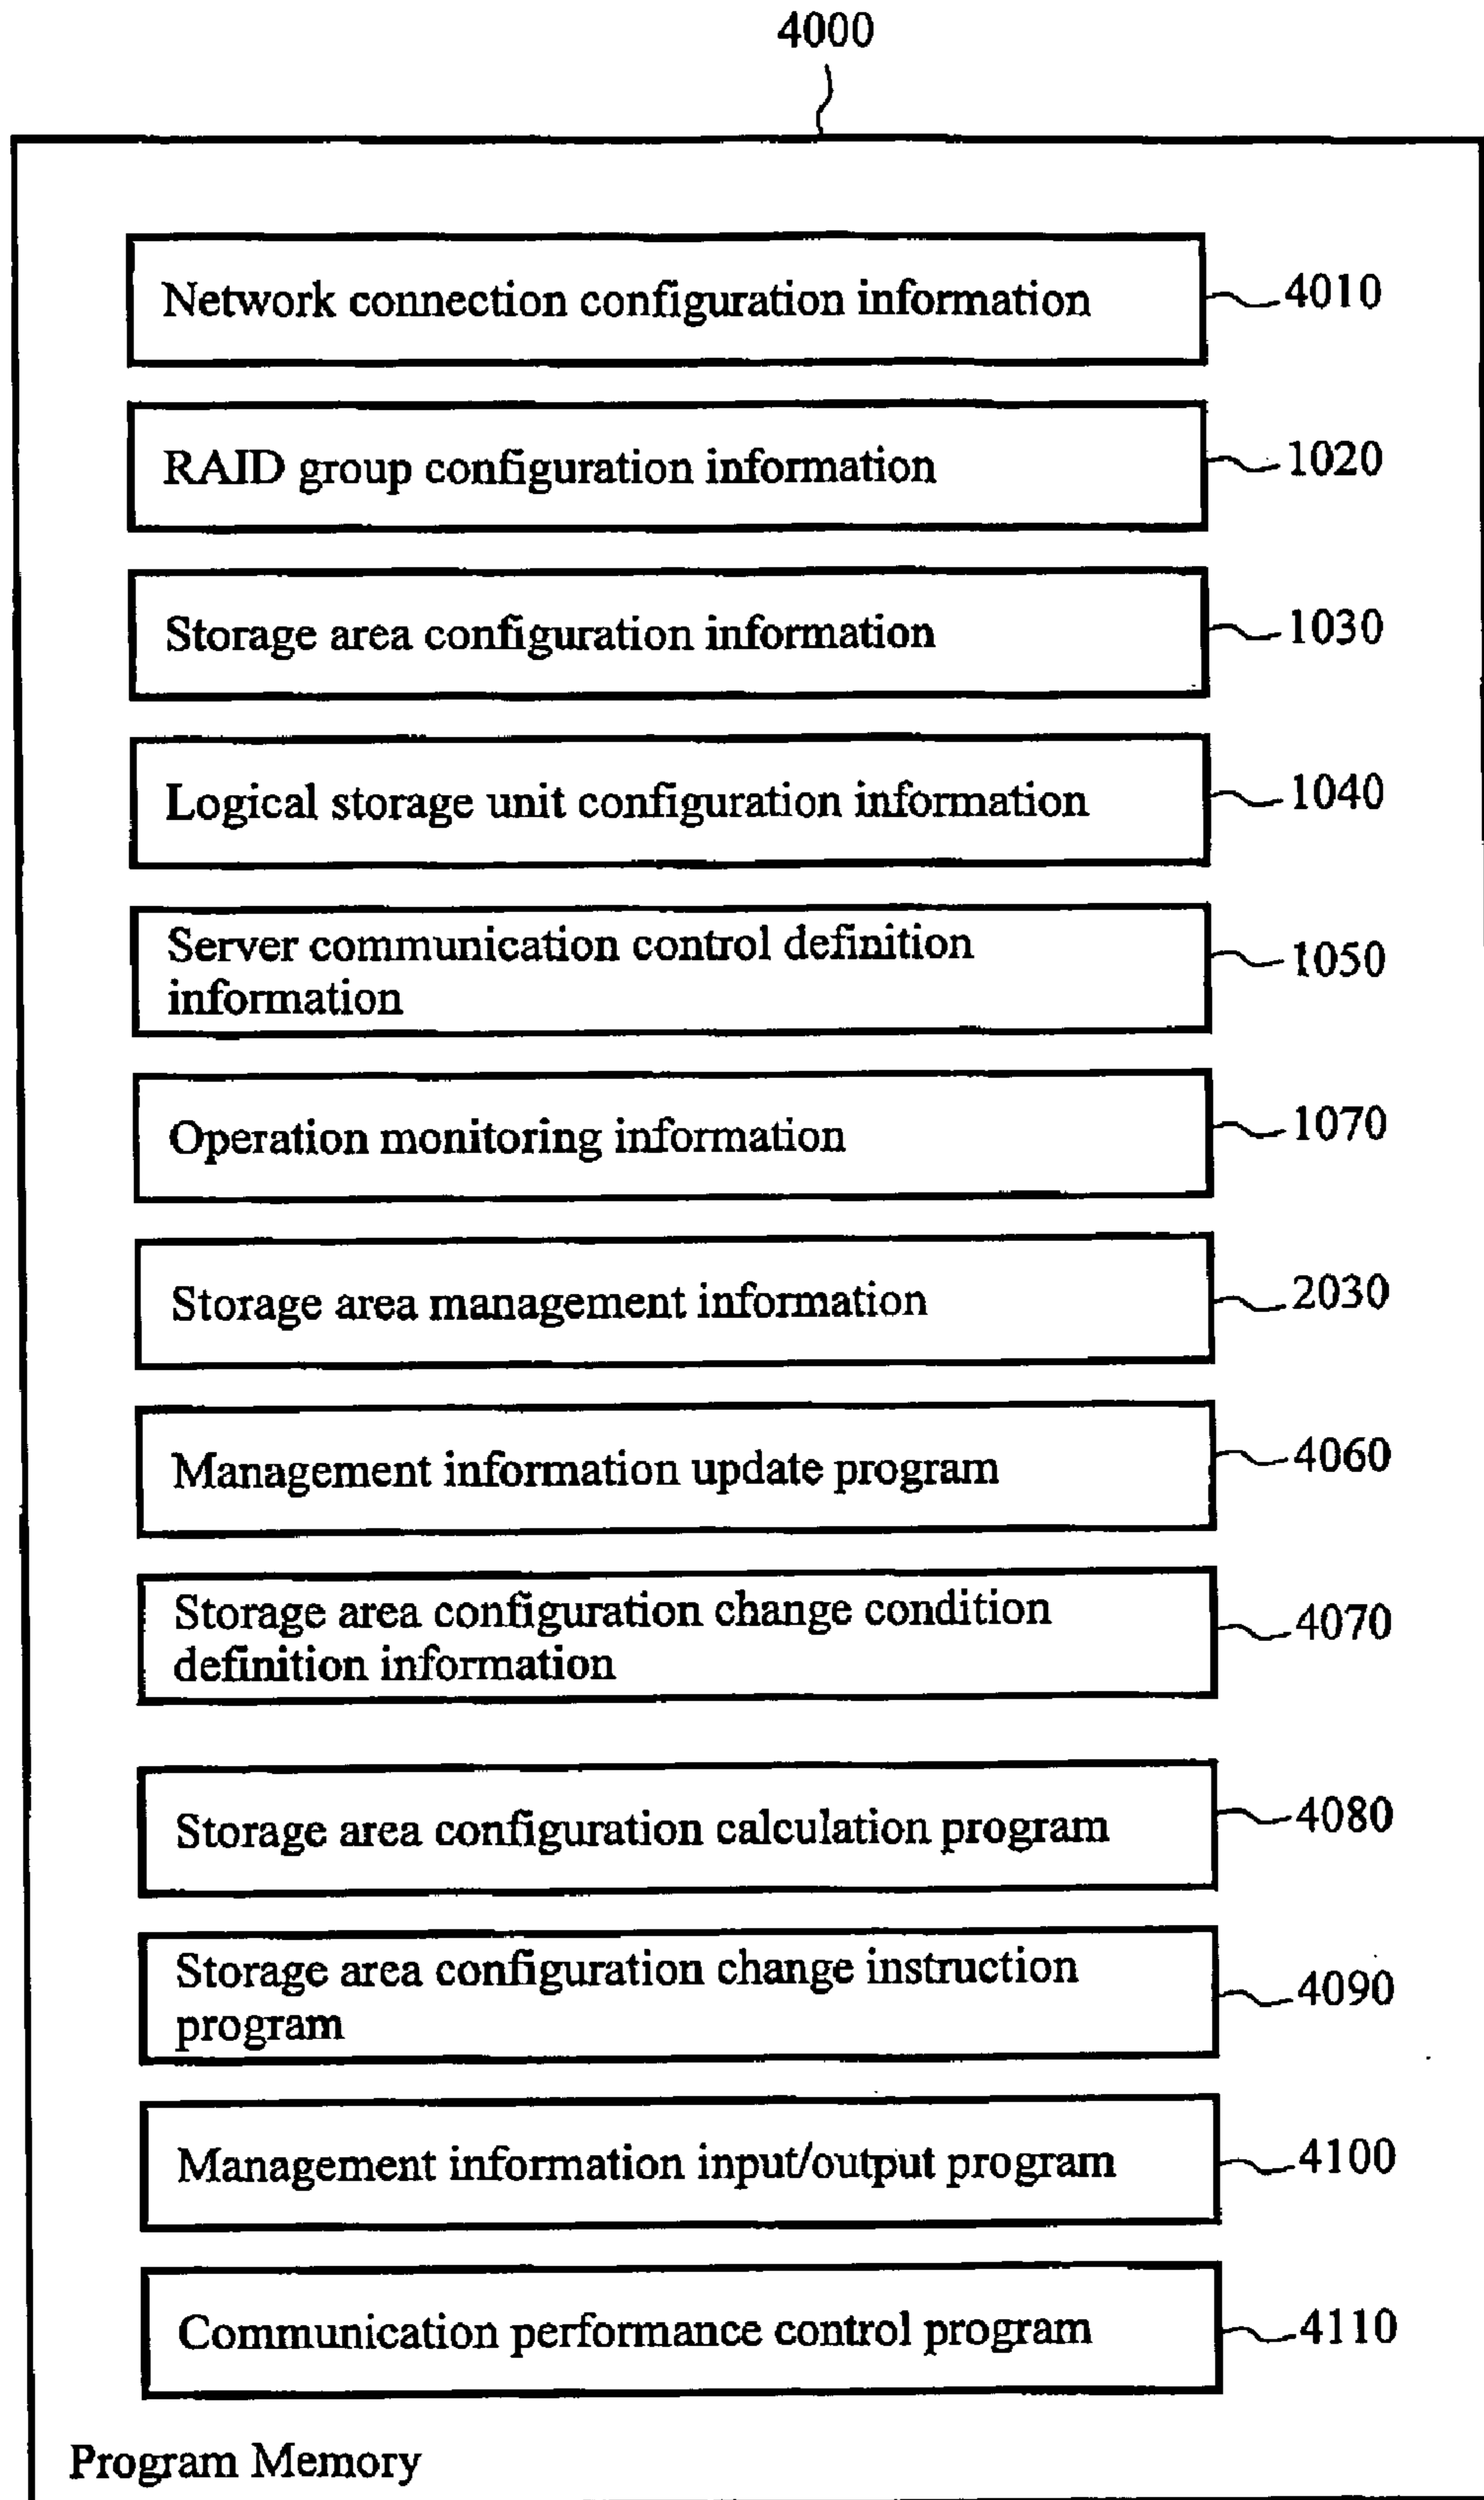 4000
Network connection configuration information
4010
RAID group configuration information
1020
Storage area configuration information
1030
Logical storage unit configuration information
1040
Server communication control definition
information
1050
Operation monitoring information
1070
Storage area management information
2030
Management information update program
4060
Storage area configuration change condition
definition information
4070
Storage area configuration calculation program
4080
Storage area configuration change instruction
program
4090
Management information input/output program
4100
Communication performance control program
4110
Program Memory